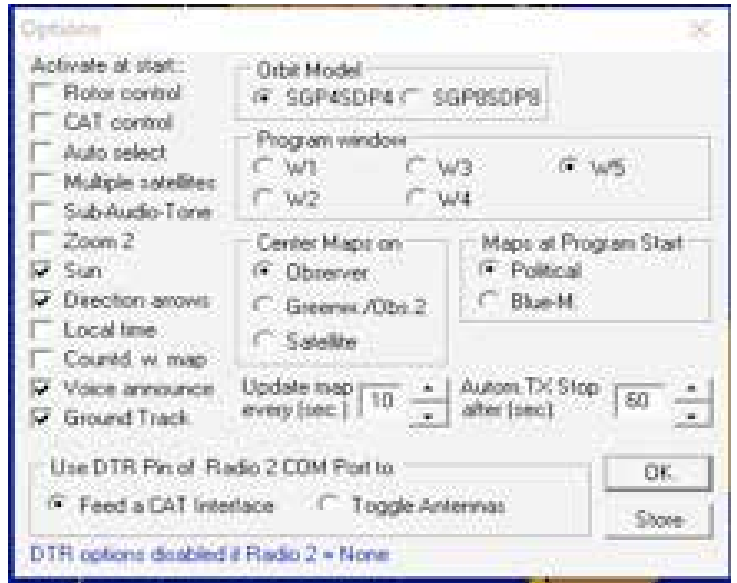 Options
Activate at start::
Rotor control
CAT control
Auto select
Multiple satellites
Sub-Audio-Tone
Zoom 2
Sun
Direction arrows
Local time
Countd. w. map
Voice announce
Ground Track
Orbit Model
SGP4SDP4
SGP8SDP8
Program window
W1
W3
W5
W2
W4
Center Maps on
Observer
Greenw./Obs.2
Satellite
Maps at Program Start
Political
Blue-M.
Update map
every (sec.)
10
Autom.TX Stop
after (sec)
60
Use DTR Pin of Radio 2 COM Port to
Feed a CAT Interface
Toggle Antennas
OK
Store
DTR options disabled if Radio 2 = None